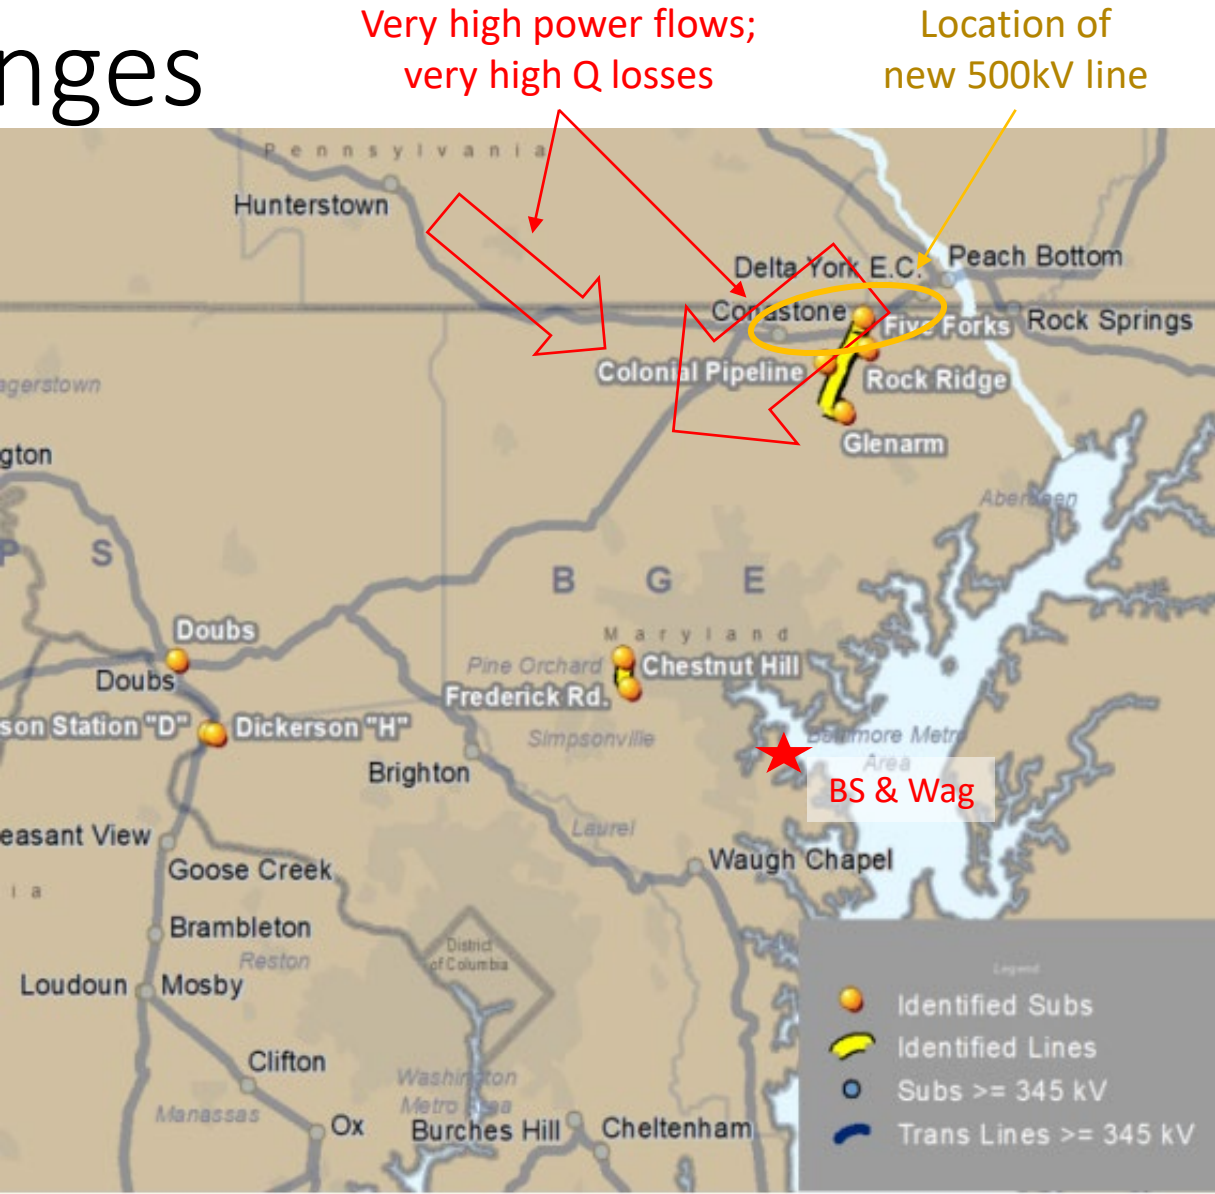 nges
Very high power flows;
very high Q losses
Location of
new 500kV line
Pennsylvania
Hunterstown
Delta York E.C.
Peach Bottom
Conastone
Five Forks
Rock Springs
Colonial Pipeline
Rock Ridge
agerstown
Glenarm
gton
Aberdeen
P S
B G E
Maryland
Doubs
Pine Orchard
Chestnut Hill
Doubs
Frederick Rd.
son Station "D"
Dickerson "H"
Simpsonville
Baltimore Metro
Area
Brighton
BS & Wag
easant View
Laurel
Waugh Chapel
Goose Creek
i a
Brambleton
Reston
District
of Columbia
Loudoun
Mosby
Legend
Identified Subs
Identified Lines
Clifton
Washington
Metro Area
Subs >= 345 kV
Manassas
Ox
Burches Hill
Cheltenham
Trans Lines >= 345 kV